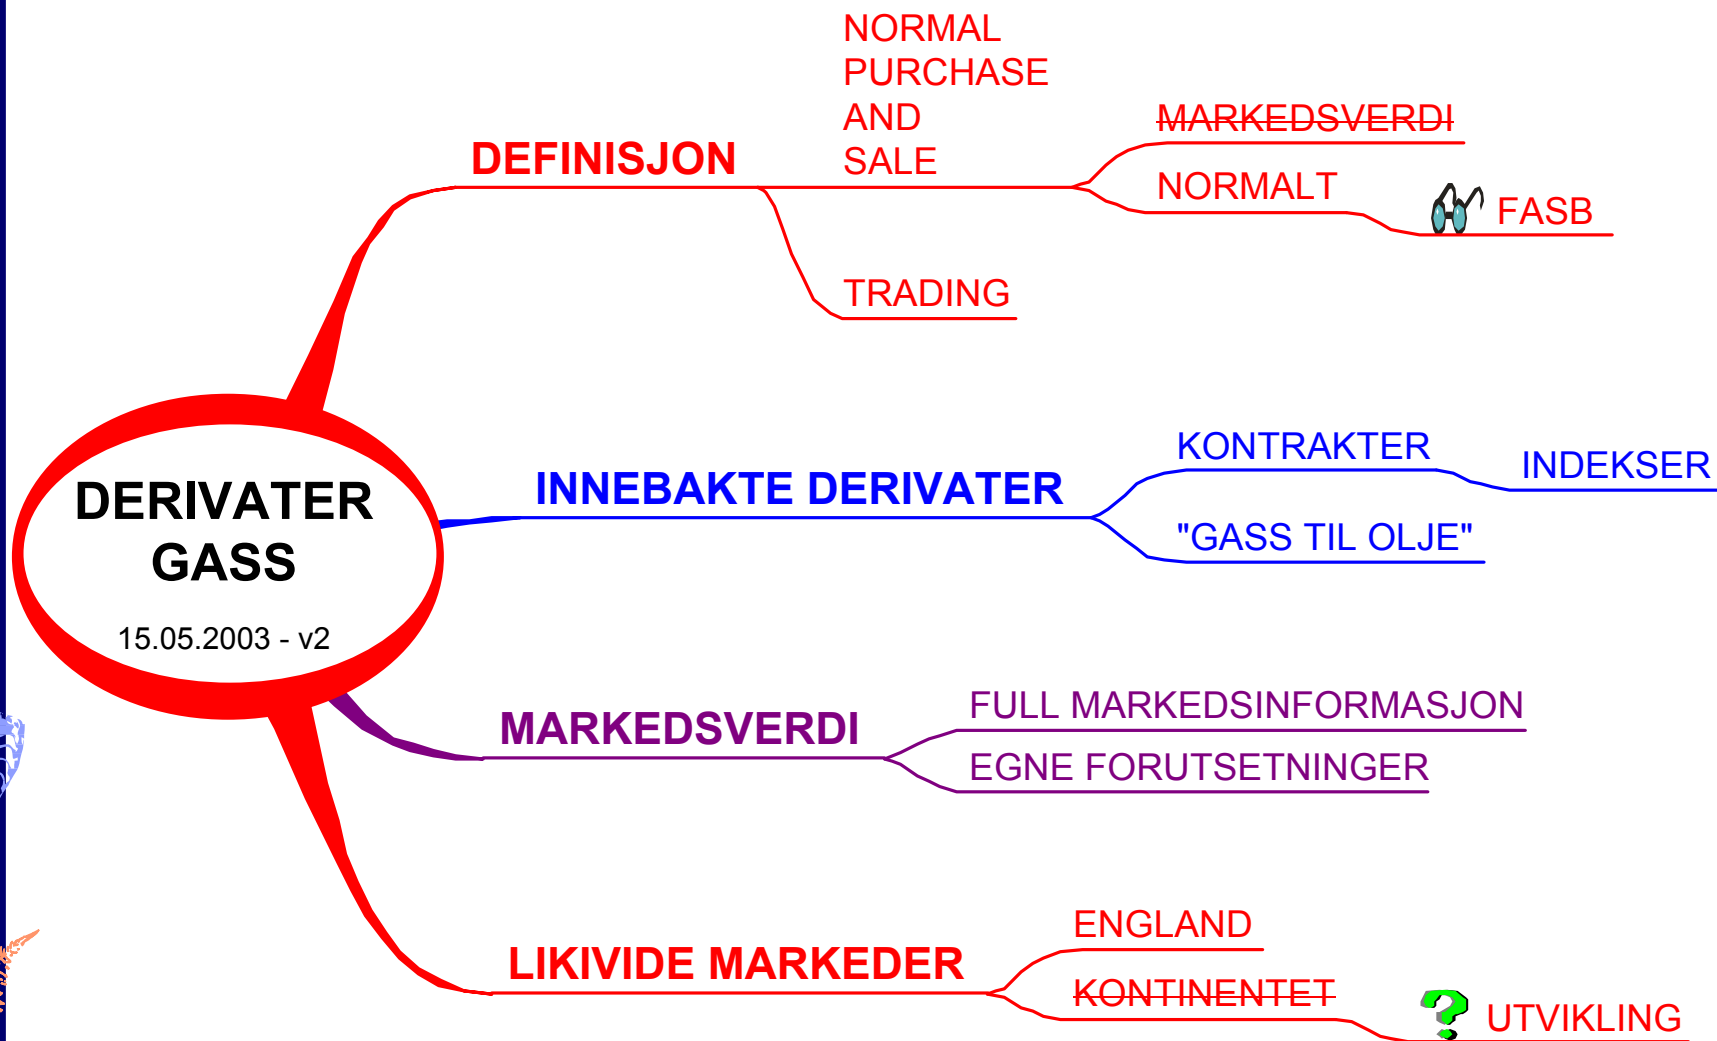 DERIVATER
GASS
15.05.2003 - v2
DEFINISJON
NORMAL
PURCHASE
AND
SALE
MARKEDSVERDI
NORMALT
FASB
TRADING
INNEBAKTE DERIVATER
KONTRAKTER
INDEKSER
"GASS TIL OLJE"
MARKEDSVERDI
FULL MARKEDSINFORMASJON
EGNE FORUTSETNINGER
LIKIVIDE MARKEDER
ENGLAND
KONTINENTET
UTVIKLING